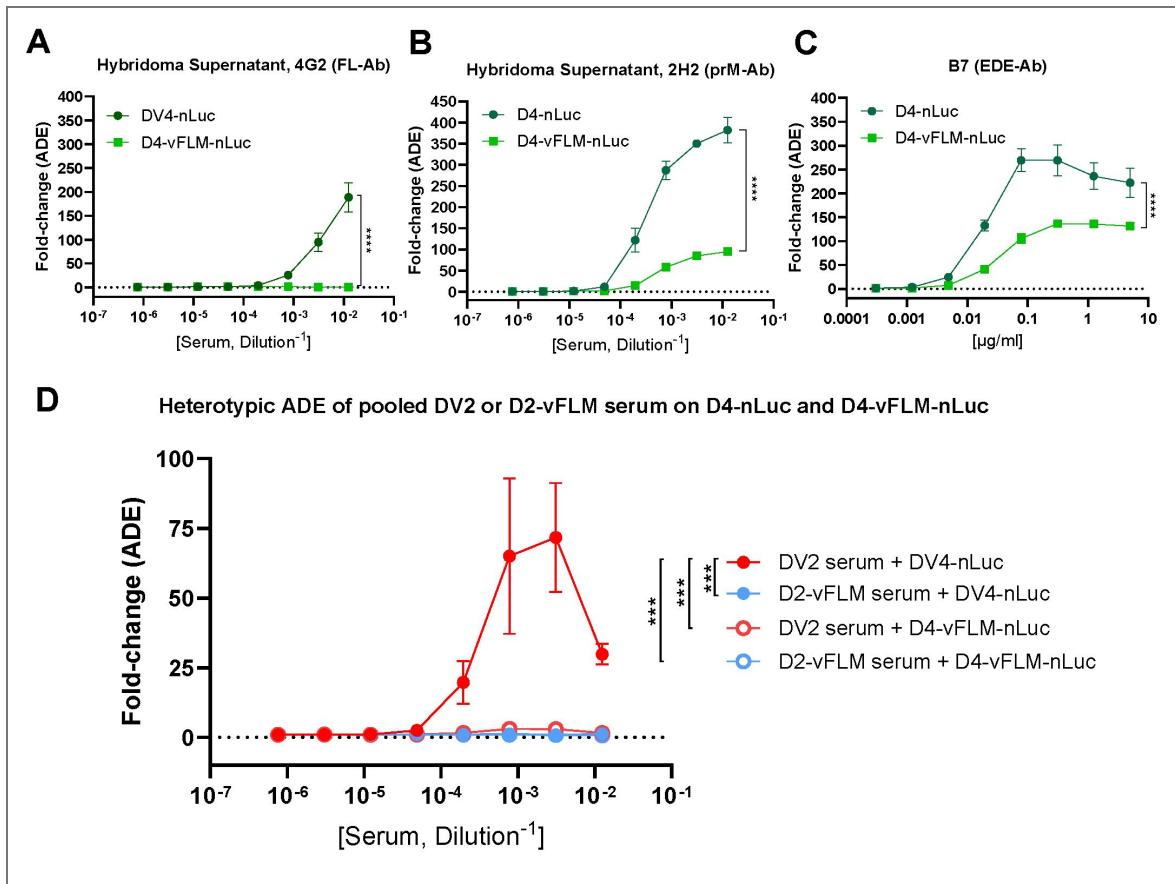 A
Hybridoma Supernatant, 4G2 (FL-Ab)
Fold-change (ADE)
400
350
300
250
200
150
100
50
0
DV4-nLuc
D4-vFLM-nLuc
****
10-7
10-6
10-5
10-4
10-3
10-2
10-1
[Serum, Dilution-1]
B
Hybridoma Supernatant, 2H2 (prM-Ab)
Fold-change (ADE)
450
400
350
300
250
200
150
100
50
0
D4-nLuc
D4-vFLM-nLuc
****
10-7
10-6
10-5
10-4
10-3
10-2
10-1
[Serum, Dilution-1]
C
B7 (EDE-Ab)
Fold-change (ADE)
400
350
300
250
200
150
100
50
0
D4-nLuc
D4-vFLM-nLuc
****
0.0001
0.001
0.01
0.1
1
10
[µg/ml]
D
Heterotypic ADE of pooled DV2 or D2-vFLM serum on D4-nLuc and D4-vFLM-nLuc
Fold-change (ADE)
100
75
50
25
0
10-7
10-6
10-5
10-4
10-3
10-2
10-1
[Serum, Dilution-1]
***
***
***
DV2 serum + DV4-nLuc
D2-vFLM serum + DV4-nLuc
DV2 serum + D4-vFLM-nLuc
D2-vFLM serum + D4-vFLM-nLuc